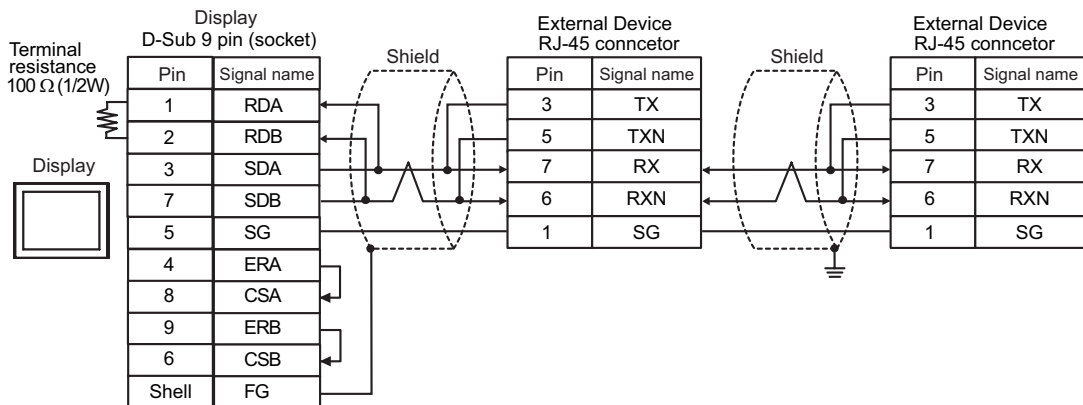 Display
D-Sub 9 pin (socket)
Terminal
resistance
100 Ω (1/2W)
Display
Pin Signal name
1 RDA
2 RDB
3 SDA
7 SDB
5 SG
4 ERA
8 CSA
9 ERB
6 CSB
Shell FG
Shield
External Device
RJ-45 conncetor
Pin Signal name
3 TX
5 TXN
7 RX
6 RXN
1 SG
Shield
External Device
RJ-45 conncetor
Pin Signal name
3 TX
5 TXN
7 RX
6 RXN
1 SG